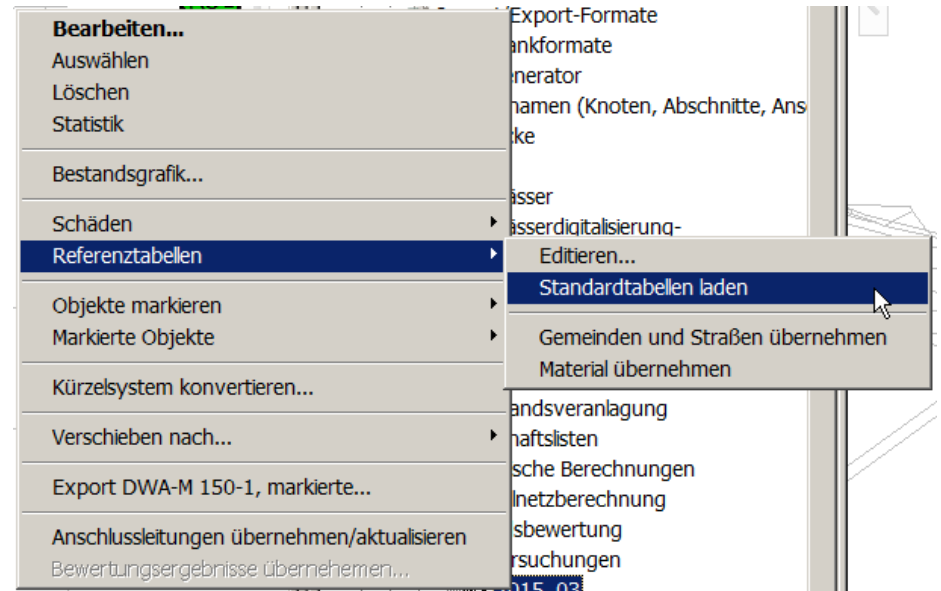 Bearbeiten...
Auswählen
Löschen
Statistik
Bestandsgrafik...
Schäden
Referenztabellen
Objekte markieren
Markierte Objekte
Kürzelsystem konvertieren...
Verschieben nach...
Export DWA-M 150-1, markierte...
Anschlussleitungen übernehmen/aktualisieren
Bewertungsergebnisse übernehemen...
Editieren...
Standardtabellen laden
Gemeinden und Straßen übernehmen
Material übernehmen
/Export-Formate
ankformate
nerator
namen (Knoten, Abschnitte, Ans
cke
ässer
ässerdigitalisierung-
andsveranlagung
haftslisten
sche Berechnungen
lnetzberechnung
sbewertung
rsuchungen